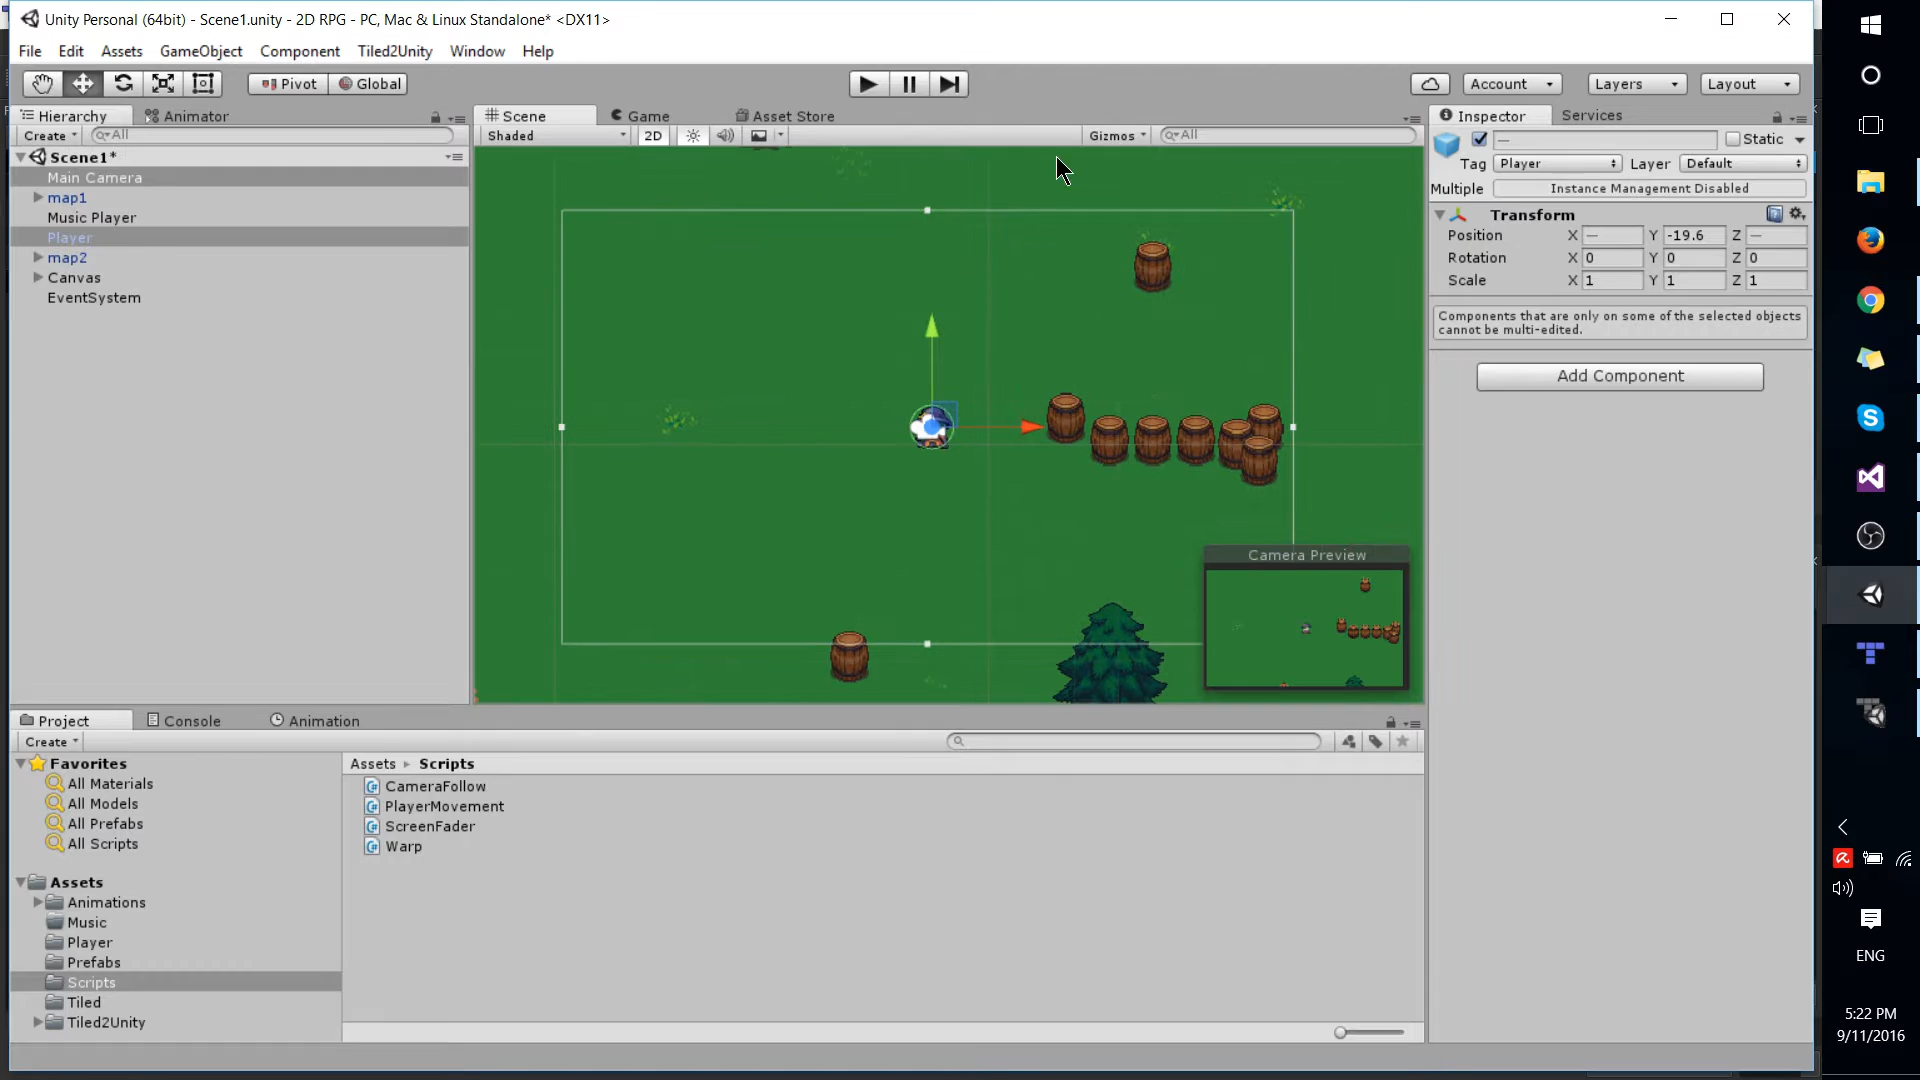 Unity Personal (64bit) - Scene1.unity - 2D RPG - PC, Mac & Linux Standalone* <DX11>
File Edit Assets GameObject Component Tiled2Unity Window Help
Pivot Global Account Layers Layout
Hierarchy Animator
Create All
Scene1*
Main Camera
map1
Music Player
Player
map2
Canvas
EventSystem
Scene Game Asset Store
Shaded 2D Gizmos All
Camera Preview
Inspector Services
— Static
Tag Player Layer Default
Multiple Instance Management Disabled
Transform
Position X — Y -19.6 Z —
Rotation X 0 Y 0 Z 0
Scale X 1 Y 1 Z 1
Components that are only on some of the selected objects
cannot be multi-edited.
Add Component
Project Console Animation
Create
Favorites
All Materials
All Models
All Prefabs
All Scripts
Assets
Animations
Music
Player
Prefabs
Scripts
Tiled
Tiled2Unity
Assets ▸ Scripts
CameraFollow
PlayerMovement
ScreenFader
Warp
ENG
5:22 PM
9/11/2016